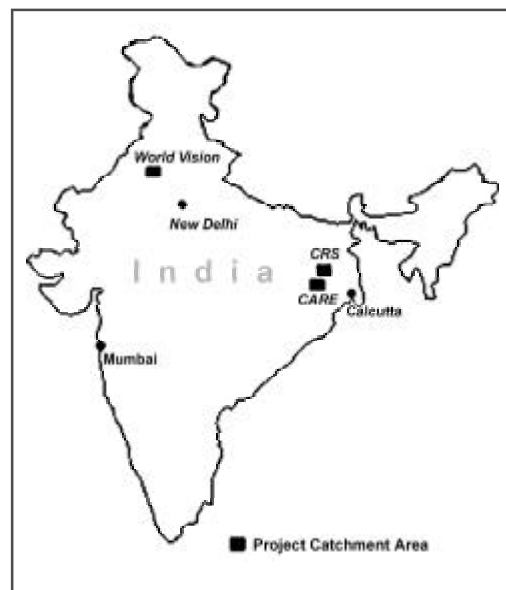 World Vision
New Delhi
India
CRS
CARE
Calcutta
Mumbai
Project Catchment Area